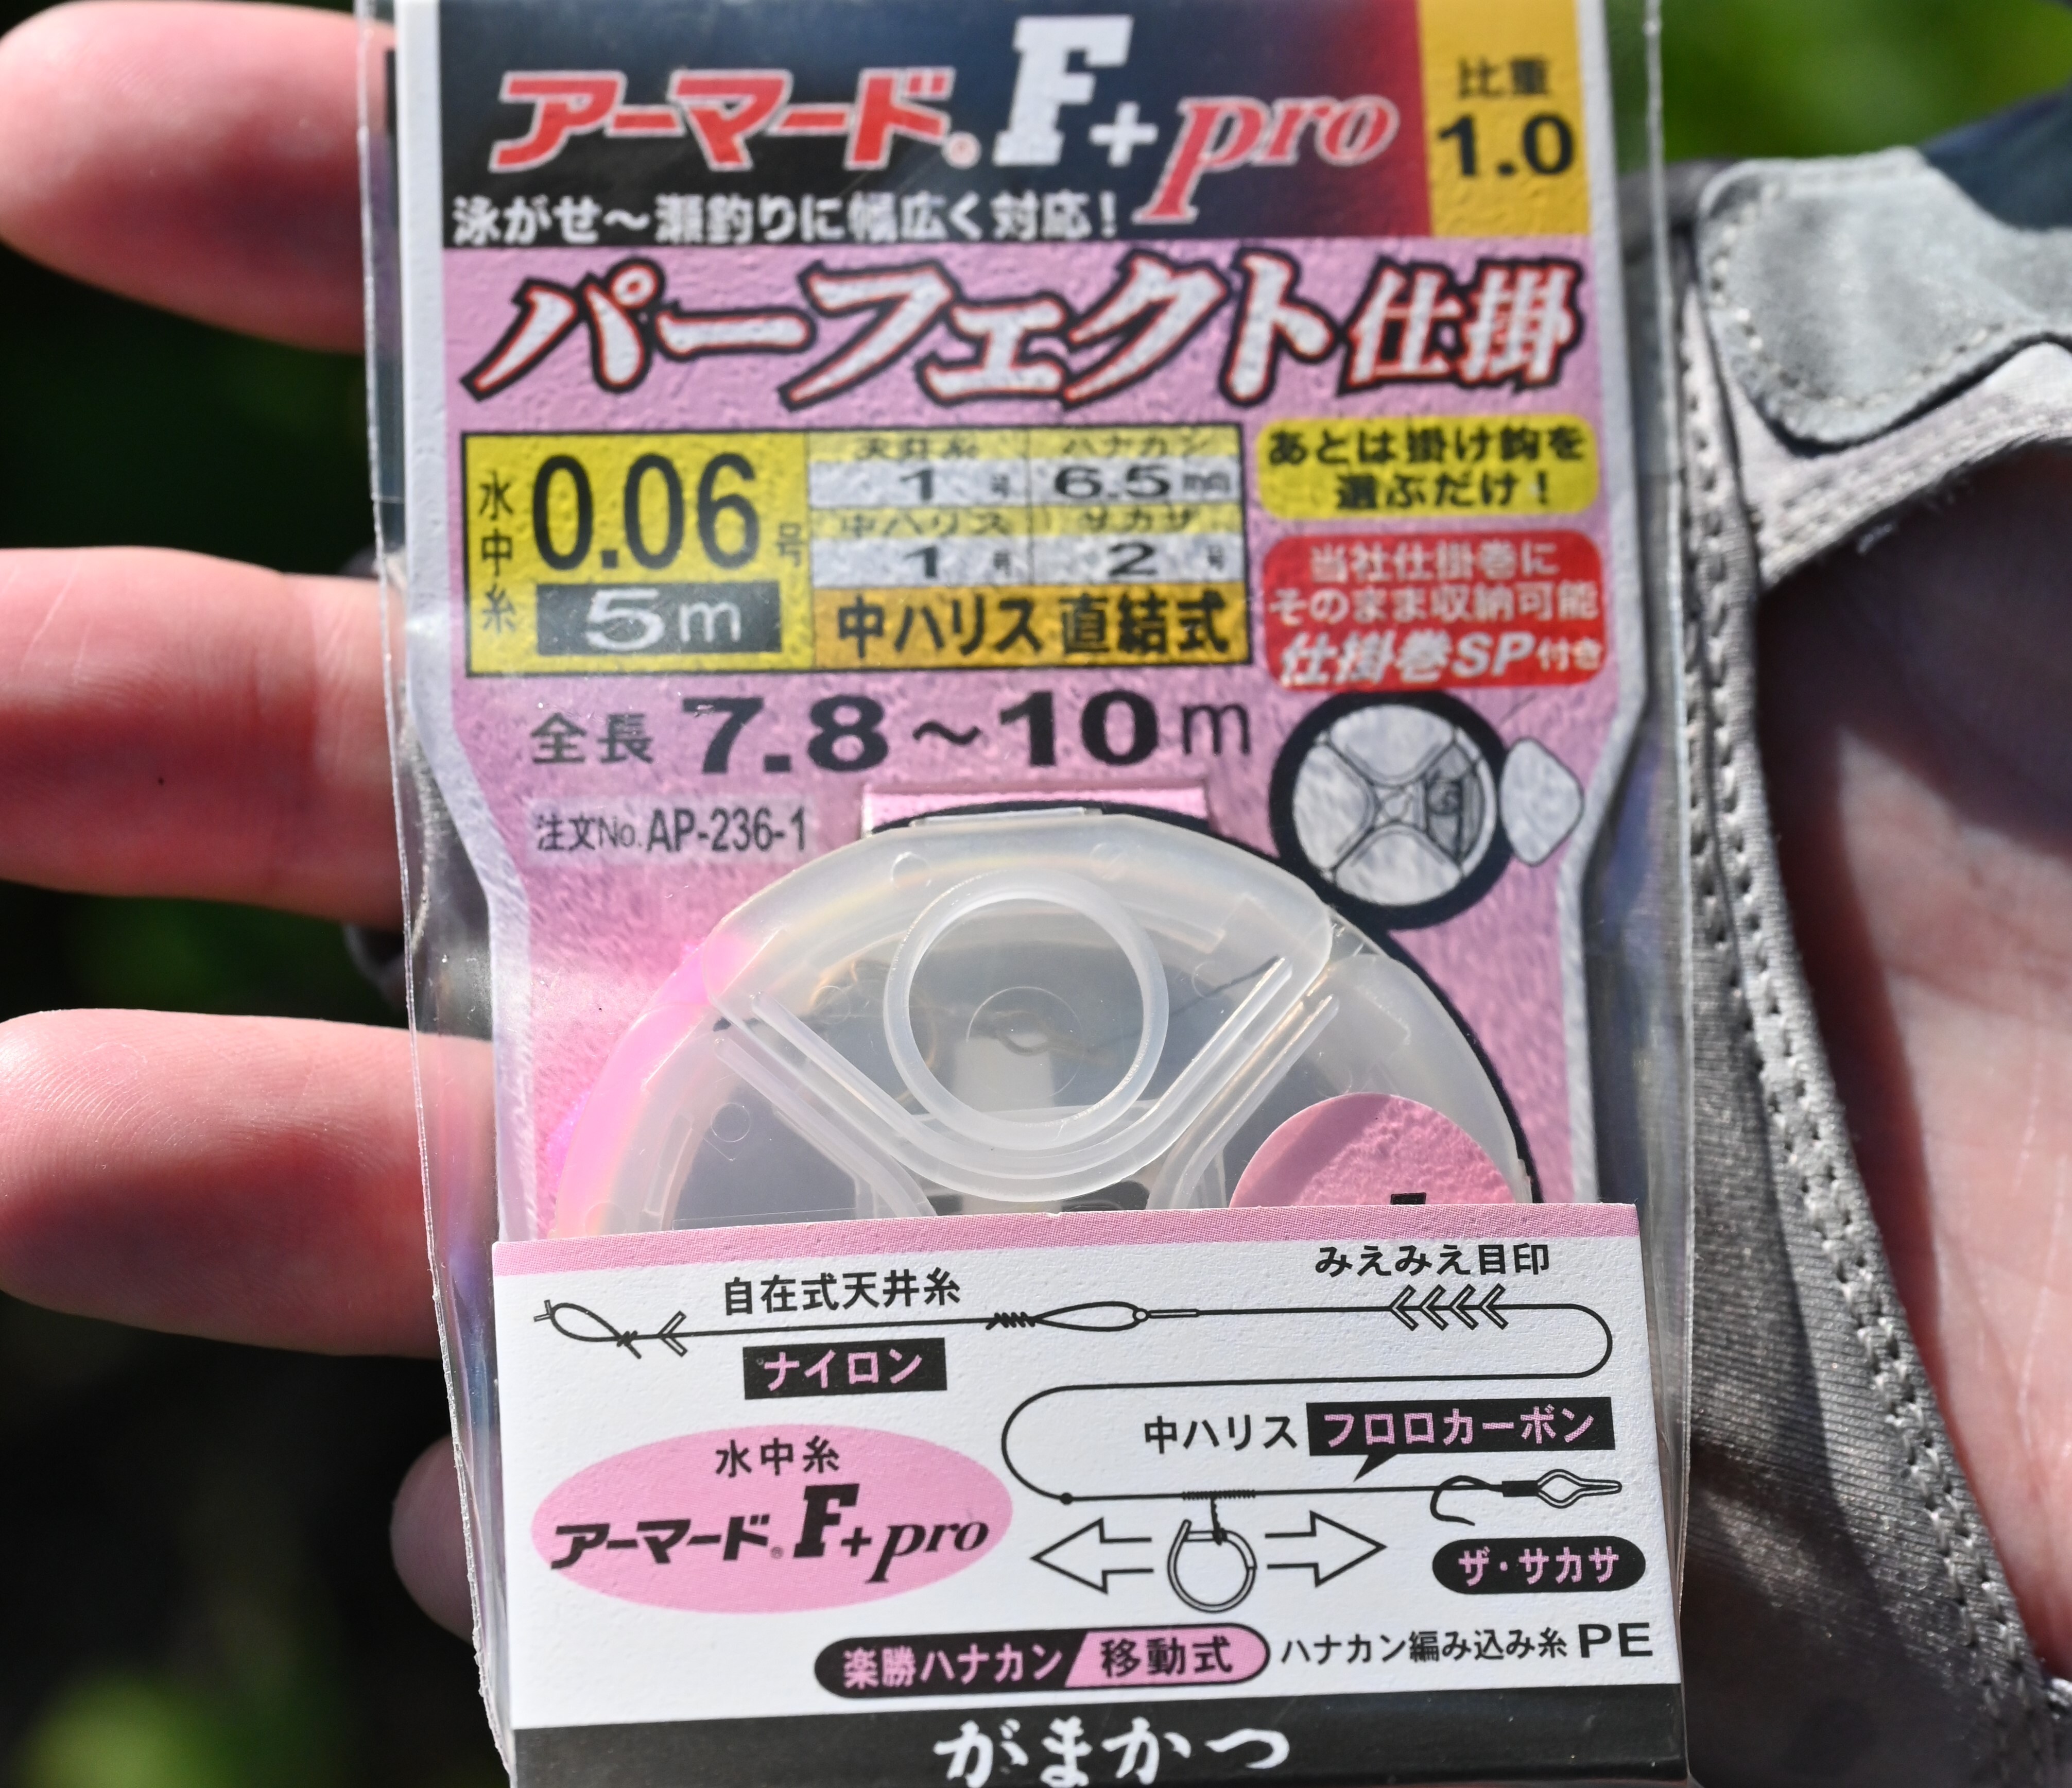 アーマード® F+pro
比重
1.0
泳がせ〜瀬釣りに幅広く対応!
パーフェクト仕掛
水中糸
0.06号
5m
天井糸 ハナカン
1号 6.5mm
中ハリス サカサ
1号 2号
中ハリス直結式
あとは掛け鈎を
選ぶだけ!
当社仕掛巻に
そのまま収納可能
仕掛巻SP付き
全長 7.8〜10m
注文No.AP-236-1
自在式天井糸
みえみえ目印
ナイロン
中ハリス フロロカーボン
水中糸
アーマード® F+pro
ザ・サカサ
楽勝ハナカン 移動式
ハナカン編み込み糸 PE
がまかつ